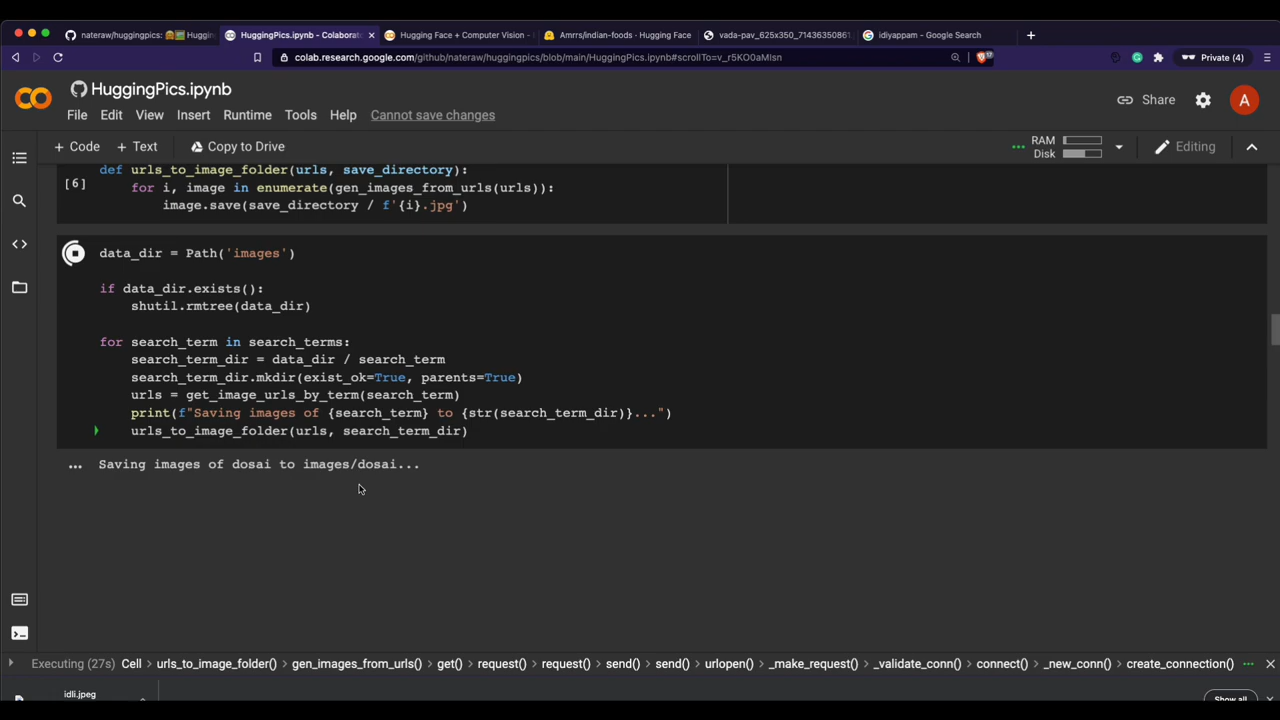 nateraw/huggingpics: Hugging
HuggingPics.ipynb - Colaborat
Hugging Face + Computer Vision -
Amrrs/indian-foods · Hugging Face
vada-pav_625x350_7143635086
idiyappam - Google Search
colab.research.google.com/github/nateraw/huggingpics/blob/main/HuggingPics.ipynb#scrollTo=v_r5KO0aMlsn
Private (4)
HuggingPics.ipynb
Share
A
File Edit View Insert Runtime Tools Help Cannot save changes
+ Code + Text Copy to Drive
RAM
Disk
Editing
def urls_to_image_folder(urls, save_directory):
[6]
for i, image in enumerate(gen_images_from_urls(urls)):
image.save(save_directory / f'{i}.jpg')
data_dir = Path('images')
if data_dir.exists():
shutil.rmtree(data_dir)
for search_term in search_terms:
search_term_dir = data_dir / search_term
search_term_dir.mkdir(exist_ok=True, parents=True)
urls = get_image_urls_by_term(search_term)
print(f"Saving images of {search_term} to {str(search_term_dir)}...")
urls_to_image_folder(urls, search_term_dir)
... Saving images of dosai to images/dosai...
Executing (27s) Cell > urls_to_image_folder() > gen_images_from_urls() > get() > request() > request() > send() > send() > urlopen() > _make_request() > _validate_conn() > connect() > _new_conn() > create_connection() ...
idli.jpeg
Show all